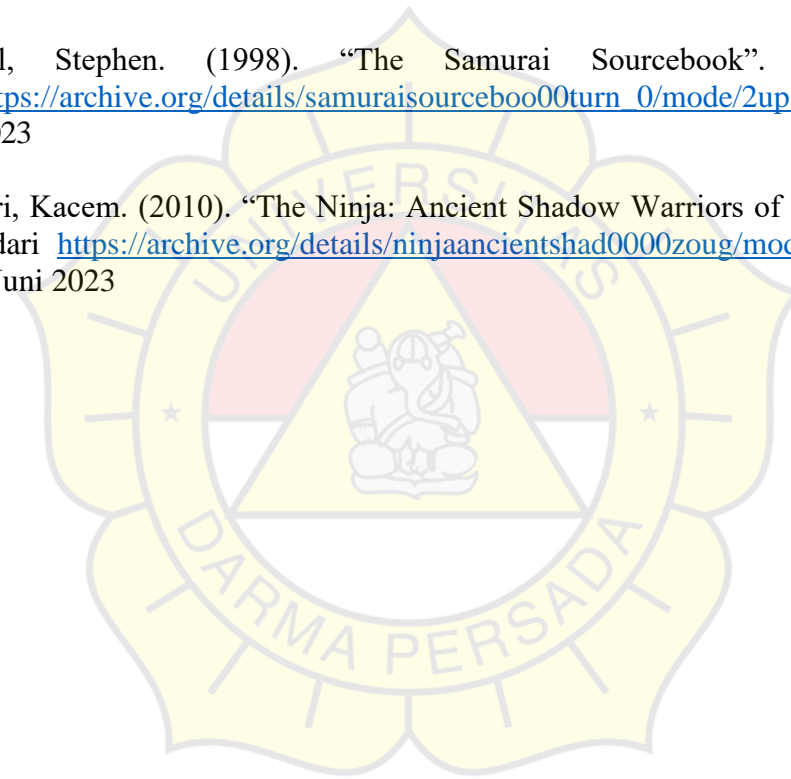 l, Stephen. (1998). “The Samurai Sourcebook”.
tps://archive.org/details/samuraisourceboo00turn_0/mode/2up
023
ri, Kacem. (2010). “The Ninja: Ancient Shadow Warriors of
dari https://archive.org/details/ninjaancientshad0000zoug/mod
Juni 2023
UNIVERSITAS
DARMA PERSADA